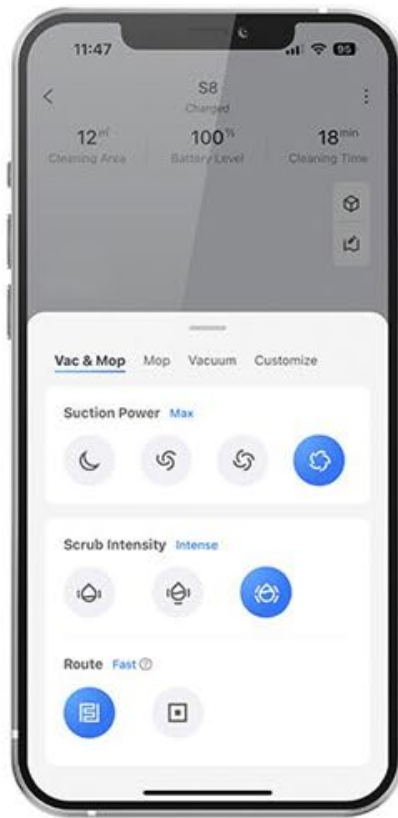 11:47
95
S8
Charged
12㎡ 100% 18min
Cleaning Area Battery Level Cleaning Time
Vac & Mop Mop Vacuum Customize
Suction Power Max
Scrub Intensity Intense
Route Fast ?